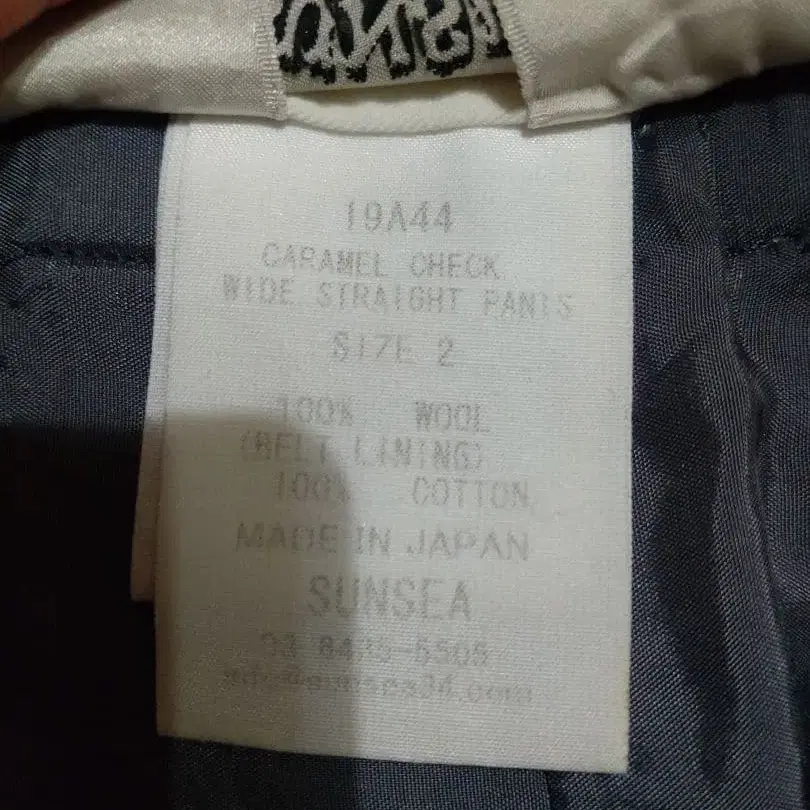 19A44
CARAMEL CHECK
WIDE STRAIGHT PANTS
SIZE 2
100% WOOL
(BELT LINING)
100% COTTON
MADE IN JAPAN
SUNSEA